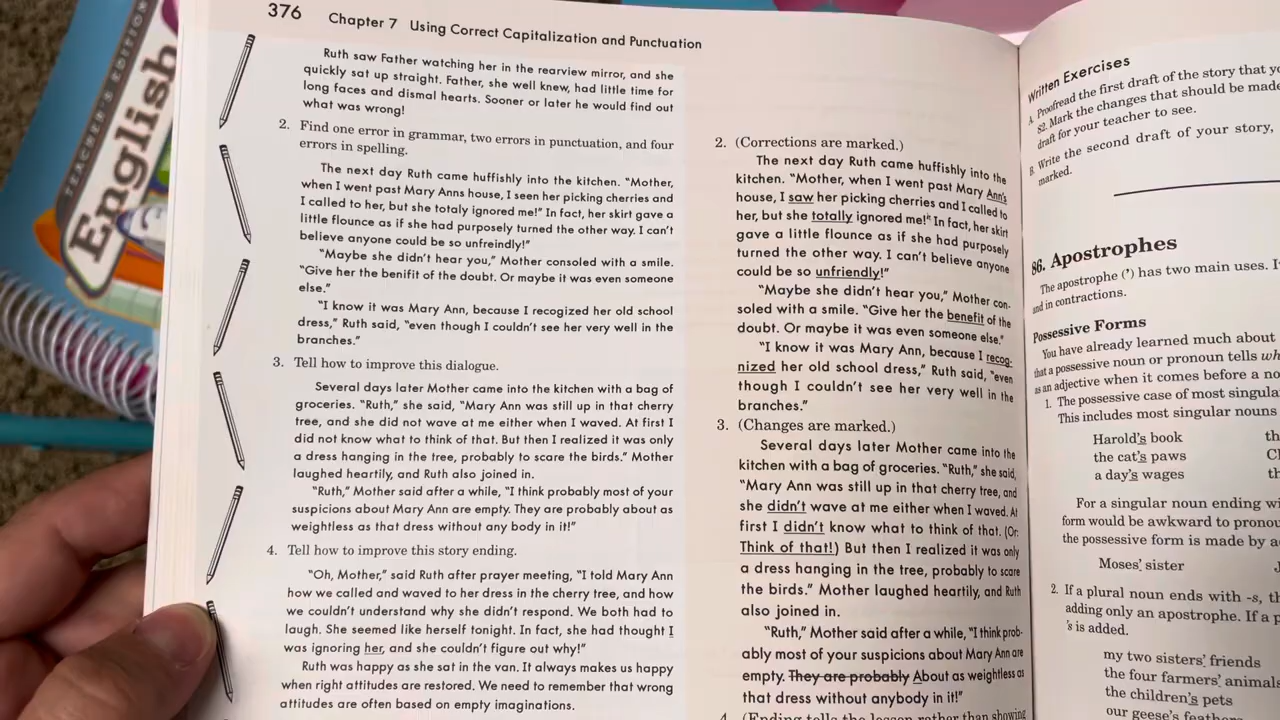 TEACHER'S EDITION
English
376 Chapter 7 Using Correct Capitalization and Punctuation
Ruth saw Father watching her in the rearview mirror, and she
quickly sat up straight. Father, she well knew, had little time for
long faces and dismal hearts. Sooner or later he would find out
what was wrong!
2. Find one error in grammar, two errors in punctuation, and four
errors in spelling.
The next day Ruth came huffishly into the kitchen. “Mother,
when I went past Mary Anns house, I seen her picking cherries and
I called to her, but she totaly ignored me!” In fact, her skirt gave a
little flounce as if she had purposely turned the other way. I can’t
believe anyone could be so unfreindly!”
“Maybe she didn’t hear you,” Mother consoled with a smile.
“Give her the benifit of the doubt. Or maybe it was even someone
else.”
“I know it was Mary Ann, because I recogized her old school
dress,” Ruth said, “even though I couldn’t see her very well in the
branches.”
3. Tell how to improve this dialogue.
Several days later Mother came into the kitchen with a bag of
groceries. “Ruth,” she said, “Mary Ann was still up in that cherry
tree, and she did not wave at me either when I waved. At first I
did not know what to think of that. But then I realized it was only
a dress hanging in the tree, probably to scare the birds.” Mother
laughed heartily, and Ruth also joined in.
“Ruth,” Mother said after a while, “I think probably most of your
suspicions about Mary Ann are empty. They are probably about as
weightless as that dress without any body in it!”
4. Tell how to improve this story ending.
“Oh, Mother,” said Ruth after prayer meeting, “I told Mary Ann
how we called and waved to her dress in the cherry tree, and how
we couldn’t understand why she didn’t respond. We both had to
laugh. She seemed like herself tonight. In fact, she had thought I
was ignoring her, and she couldn’t figure out why!”
Ruth was happy as she sat in the van. It always makes us happy
when right attitudes are restored. We need to remember that wrong
attitudes are often based on empty imaginations.
2. (Corrections are marked.)
The next day Ruth came huffishly into the
kitchen. “Mother, when I went past Mary Ann’s
house, I saw her picking cherries and I called to
her, but she totally ignored me!” In fact, her skirt
gave a little flounce as if she had purposely
turned the other way. I can’t believe anyone
could be so unfriendly!”
“Maybe she didn’t hear you,” Mother con-
soled with a smile. “Give her the benefit of the
doubt. Or maybe it was even someone else.”
“I know it was Mary Ann, because I recog-
nized her old school dress,” Ruth said, “even
though I couldn’t see her very well in the
branches.”
3. (Changes are marked.)
Several days later Mother came into the
kitchen with a bag of groceries. “Ruth,” she said,
“Mary Ann was still up in that cherry tree, and
she didn’t wave at me either when I waved. At
first I didn’t know what to think of that. (Or:
Think of that!) But then I realized it was only
a dress hanging in the tree, probably to scare
the birds.” Mother laughed heartily, and Ruth
also joined in.
“Ruth,” Mother said after a while, “I think prob-
ably most of your suspicions about Mary Ann are
empty. They are probably About as weightless as
that dress without anybody in it!”
4. (Ending tells the lesson rather than showing
Written Exercises
A. Proofread the first draft of the story that
82. Mark the changes that should be made
draft for your teacher to see.
B. Write the second draft of your story,
marked.
86. Apostrophes
The apostrophe (’) has two main uses.
and in contractions.
Possessive Forms
You have already learned much about
that a possessive noun or pronoun tells
as an adjective when it comes before a
1. The possessive case of most
This includes most singular nouns
Harold’s book
the cat’s paws
a day’s wages
For a singular noun ending
form would be awkward to
the possessive form is made by
Moses’ sister
2. If a plural noun ends with -s,
adding only an apostrophe. If a
’s is added.
my two sisters’ friends
the four farmers’ animals
the children’s pets
our geese’s